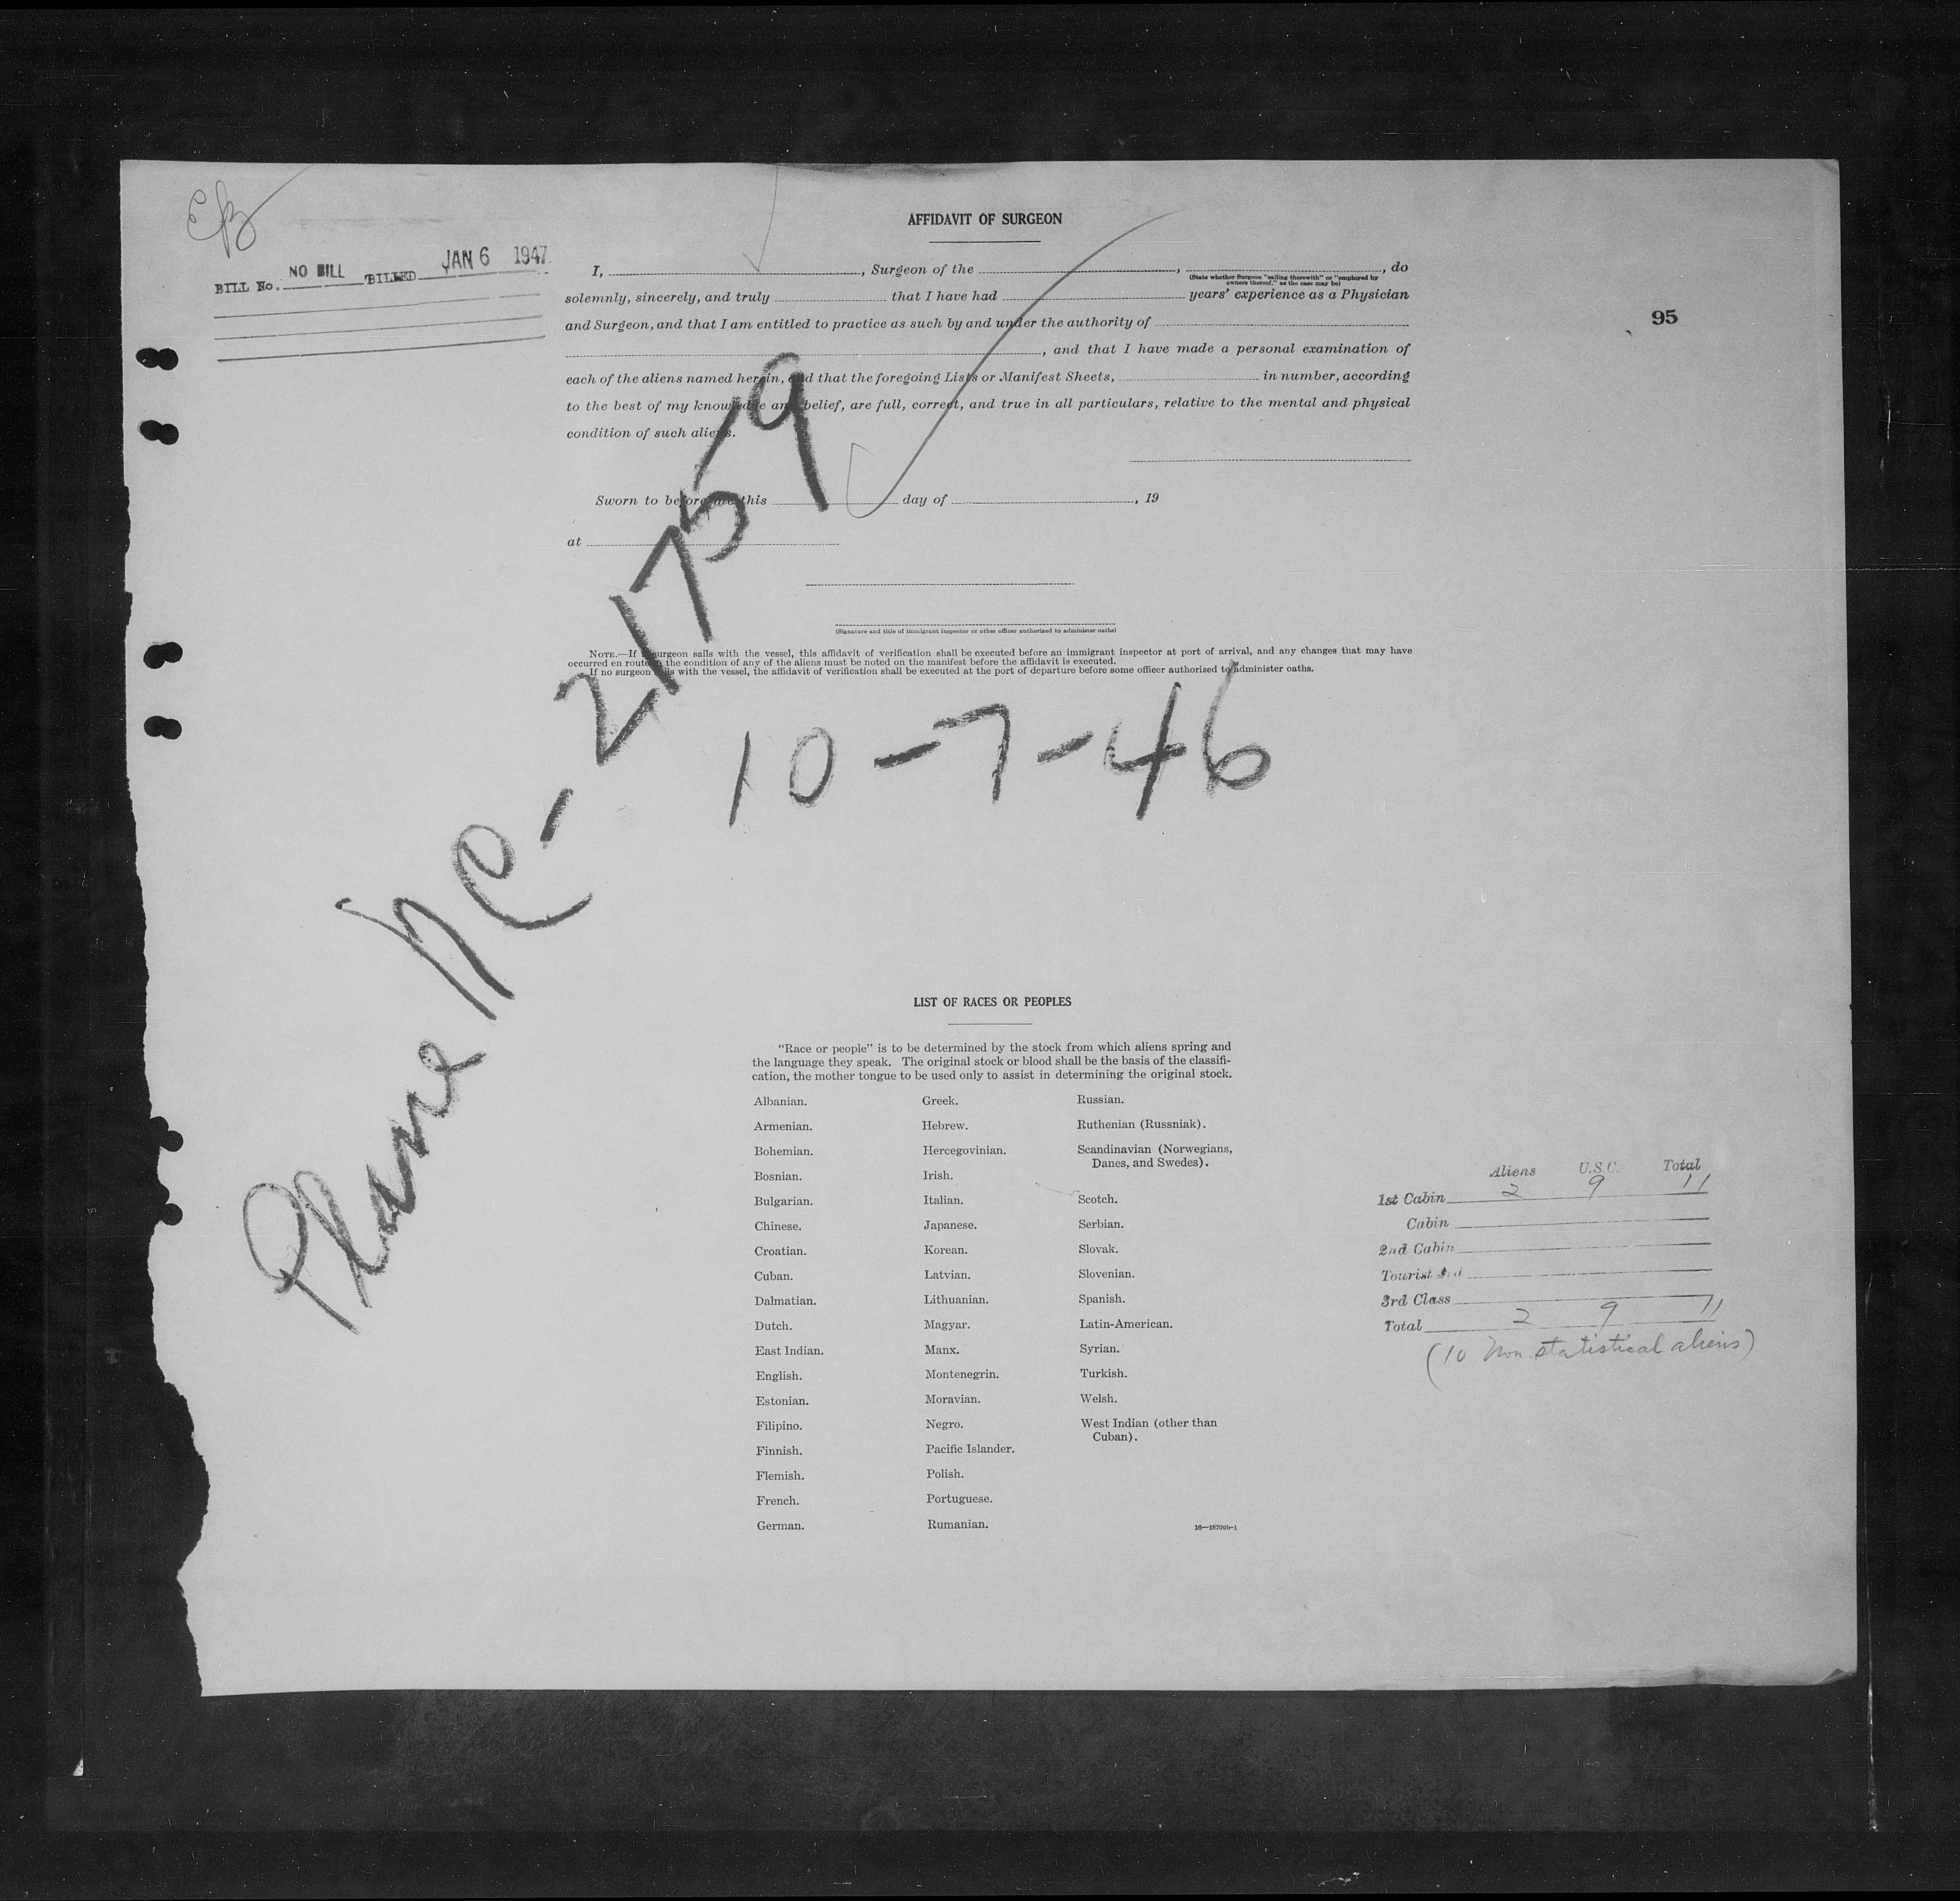 EB
BILL No. NO BILL BILLED JAN 6 1947
AFFIDAVIT OF SURGEON
I, , Surgeon of the , , do
(State whether Surgeon "sailing therewith" or "employed by
owners thereof," as the case may be)
solemnly, sincerely, and truly that I have had years' experience as a Physician
and Surgeon, and that I am entitled to practice as such by and under the authority of
, and that I have made a personal examination of
each of the aliens named herein, and that the foregoing Lists or Manifest Sheets, in number, according
to the best of my knowledge and belief, are full, correct, and true in all particulars, relative to the mental and physical
condition of such aliens.
95
Sworn to before me this day of , 19
at
(Signature and title of immigrant inspector or other officer authorized to administer oaths)
NOTE.—If a surgeon sails with the vessel, this affidavit of verification shall be executed before an immigrant inspector at port of arrival, and any changes that may have
occurred en route in the condition of any of the aliens must be noted on the manifest before the affidavit is executed.
If no surgeon sails with the vessel, the affidavit of verification shall be executed at the port of departure before some officer authorized to administer oaths.
Plane NC-21759
10-7-46
LIST OF RACES OR PEOPLES
"Race or people" is to be determined by the stock from which aliens spring and
the language they speak. The original stock or blood shall be the basis of the classifi-
cation, the mother tongue to be used only to assist in determining the original stock.
Albanian.
Armenian.
Bohemian.
Bosnian.
Bulgarian.
Chinese.
Croatian.
Cuban.
Dalmatian.
Dutch.
East Indian.
English.
Estonian.
Filipino.
Finnish.
Flemish.
French.
German.
Greek.
Hebrew.
Hercegovinian.
Irish.
Italian.
Japanese.
Korean.
Latvian.
Lithuanian.
Magyar.
Manx.
Montenegrin.
Moravian.
Negro.
Pacific Islander.
Polish.
Portuguese.
Rumanian.
Russian.
Ruthenian (Russniak).
Scandinavian (Norwegians,
Danes, and Swedes).
Scotch.
Serbian.
Slovak.
Slovenian.
Spanish.
Latin-American.
Syrian.
Turkish.
Welsh.
West Indian (other than
Cuban).
16—18709b-1
Aliens U.S.C. Total
1st Cabin 2 9 11
Cabin
2nd Cabin
Tourist 3rd
3rd Class
Total 2 9 11
(10 Non statistical aliens)